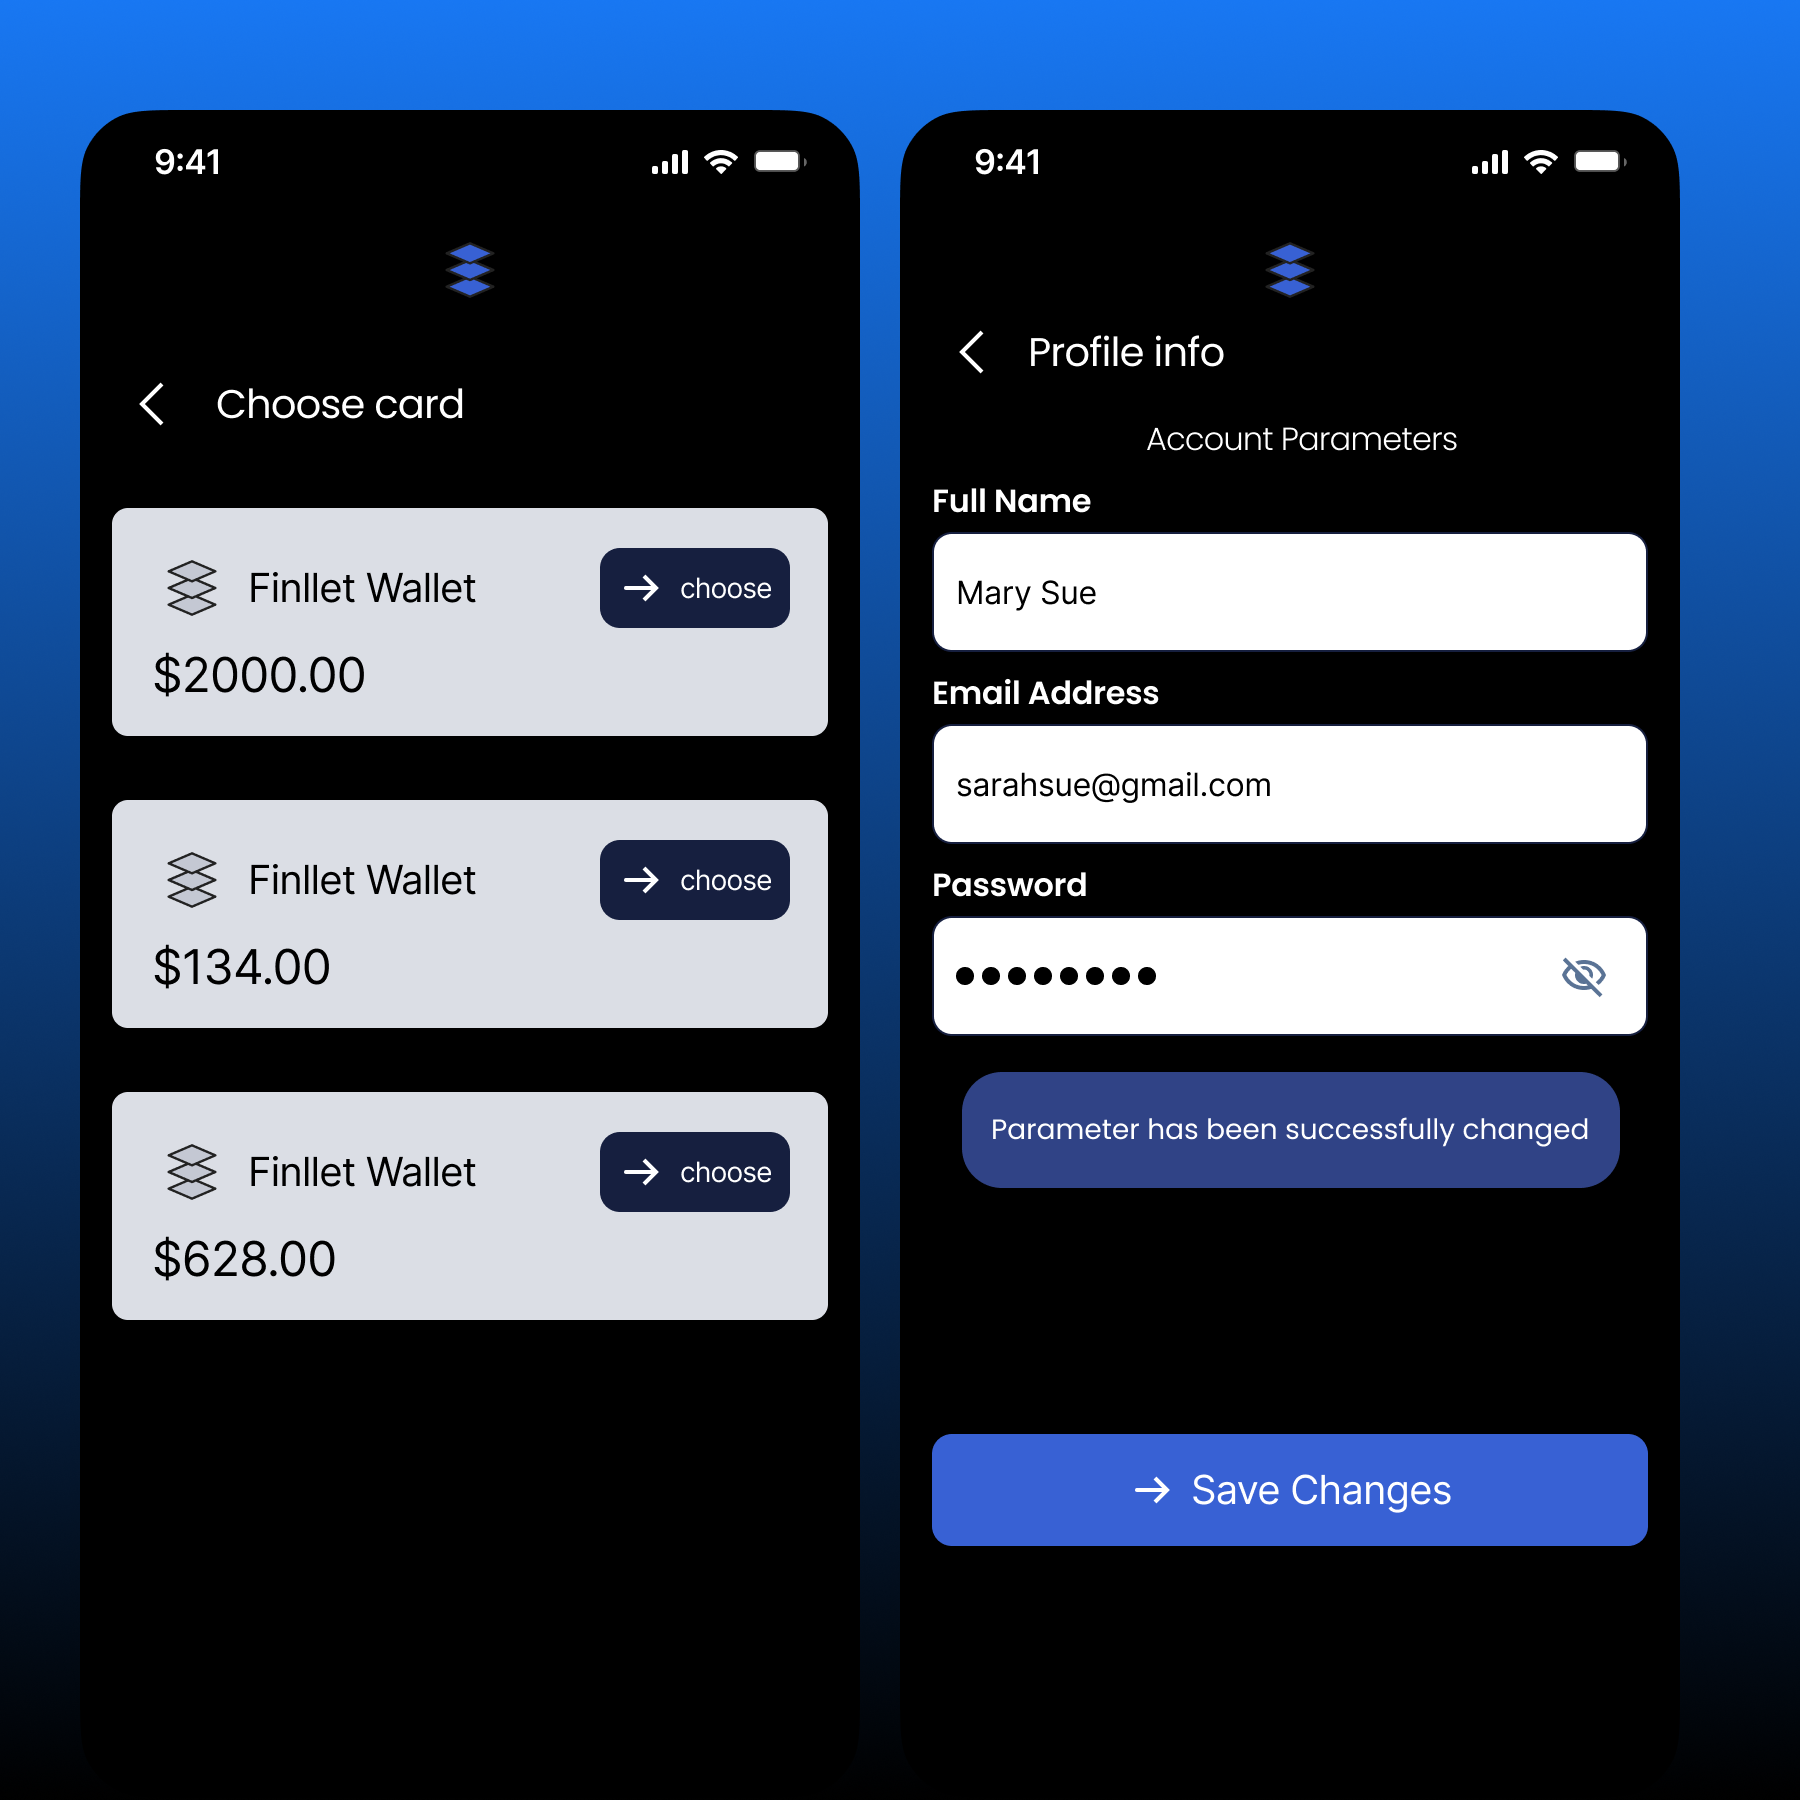 9:41
Choose card
Finllet Wallet
choose
$2000.00
Finllet Wallet
choose
$134.00
Finllet Wallet
choose
$628.00
9:41
Profile info
Account Parameters
Full Name
Mary Sue
Email Address
sarahsue@gmail.com
Password
Parameter has been successfully changed
Save Changes